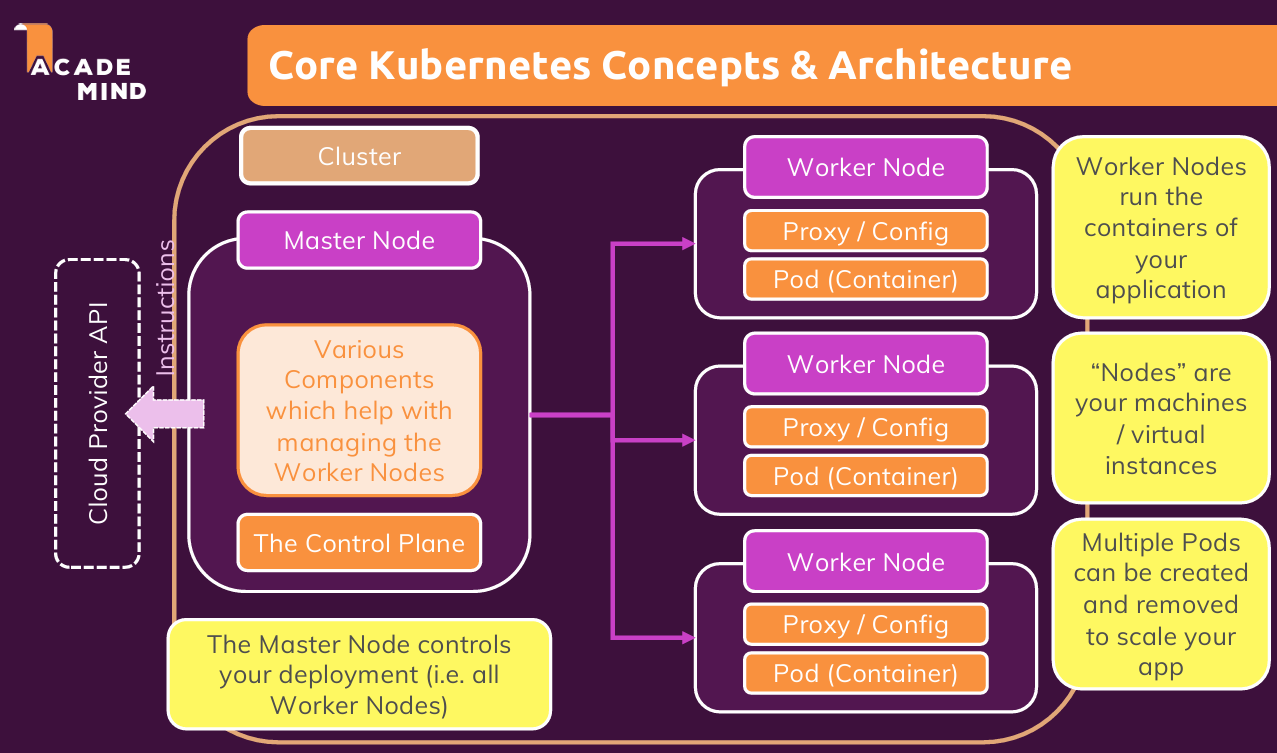 ACADE
MIND
Core Kubernetes Concepts & Architecture
Cluster
Master Node
Instructions
Cloud Provider API
Various
Components
which help with
managing the
Worker Nodes
The Control Plane
The Master Node controls
your deployment (i.e. all
Worker Nodes)
Worker Node
Proxy / Config
Pod (Container)
Worker Node
Proxy / Config
Pod (Container)
Worker Node
Proxy / Config
Pod (Container)
Worker Nodes
run the
containers of
your
application
“Nodes” are
your machines
/ virtual
instances
Multiple Pods
can be created
and removed
to scale your
app